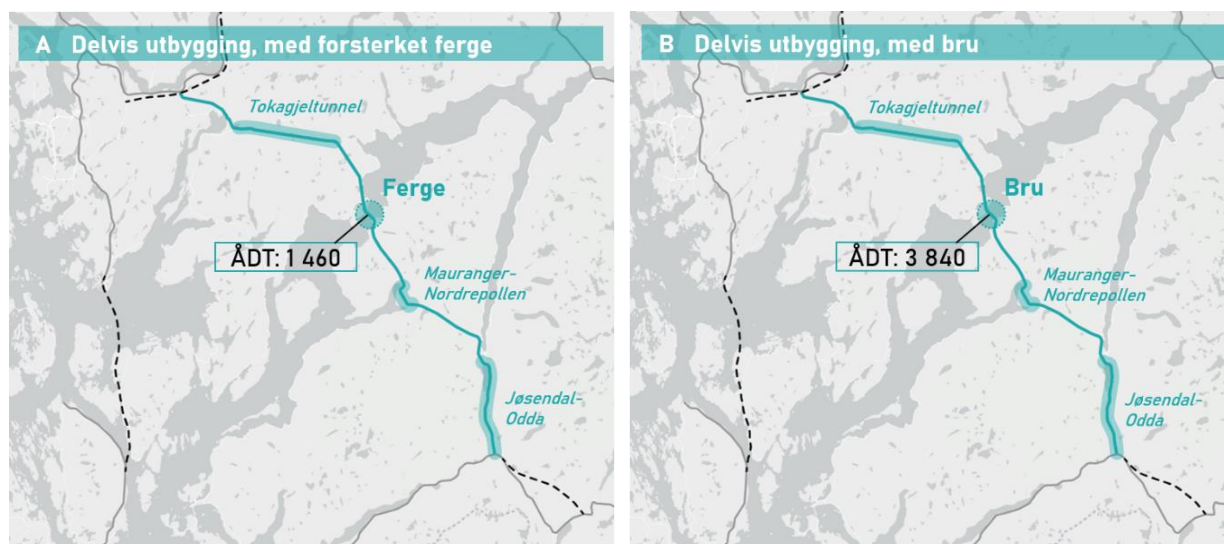 A Delvis utbygging, med forsterket ferge
Tokagjeltunnel
Ferge
ÅDT: 1 460
Mauranger-
Nordrepollen
Jøsendal-
Odda
B Delvis utbygging, med bru
Tokagjeltunnel
Bru
ÅDT: 3 840
Mauranger-
Nordrepollen
Jøsendal-
Odda